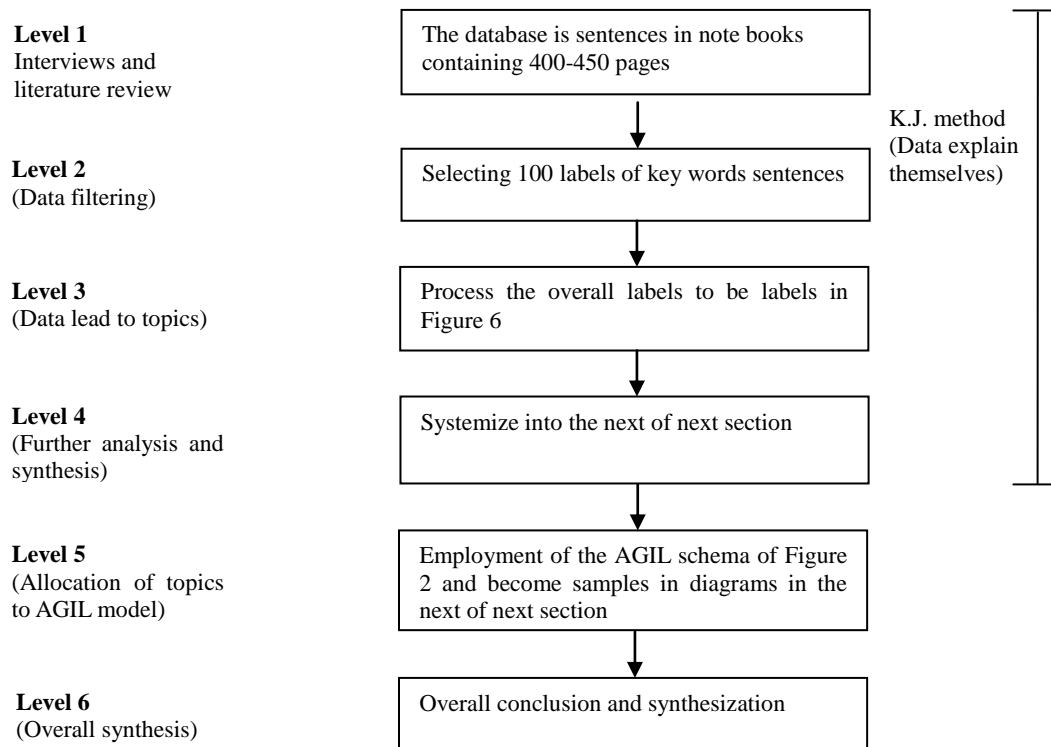 Level 1
Interviews and
literature review
The database is sentences in note books
containing 400-450 pages
K.J. method
(Data explain
themselves)
Level 2
(Data filtering)
Selecting 100 labels of key words sentences
Level 3
(Data lead to topics)
Process the overall labels to be labels in
Figure 6
Level 4
(Further analysis and
synthesis)
Systemize into the next of next section
Level 5
(Allocation of topics
to AGIL model)
Employment of the AGIL schema of Figure
2 and become samples in diagrams in the
next of next section
Level 6
(Overall synthesis)
Overall conclusion and synthesization